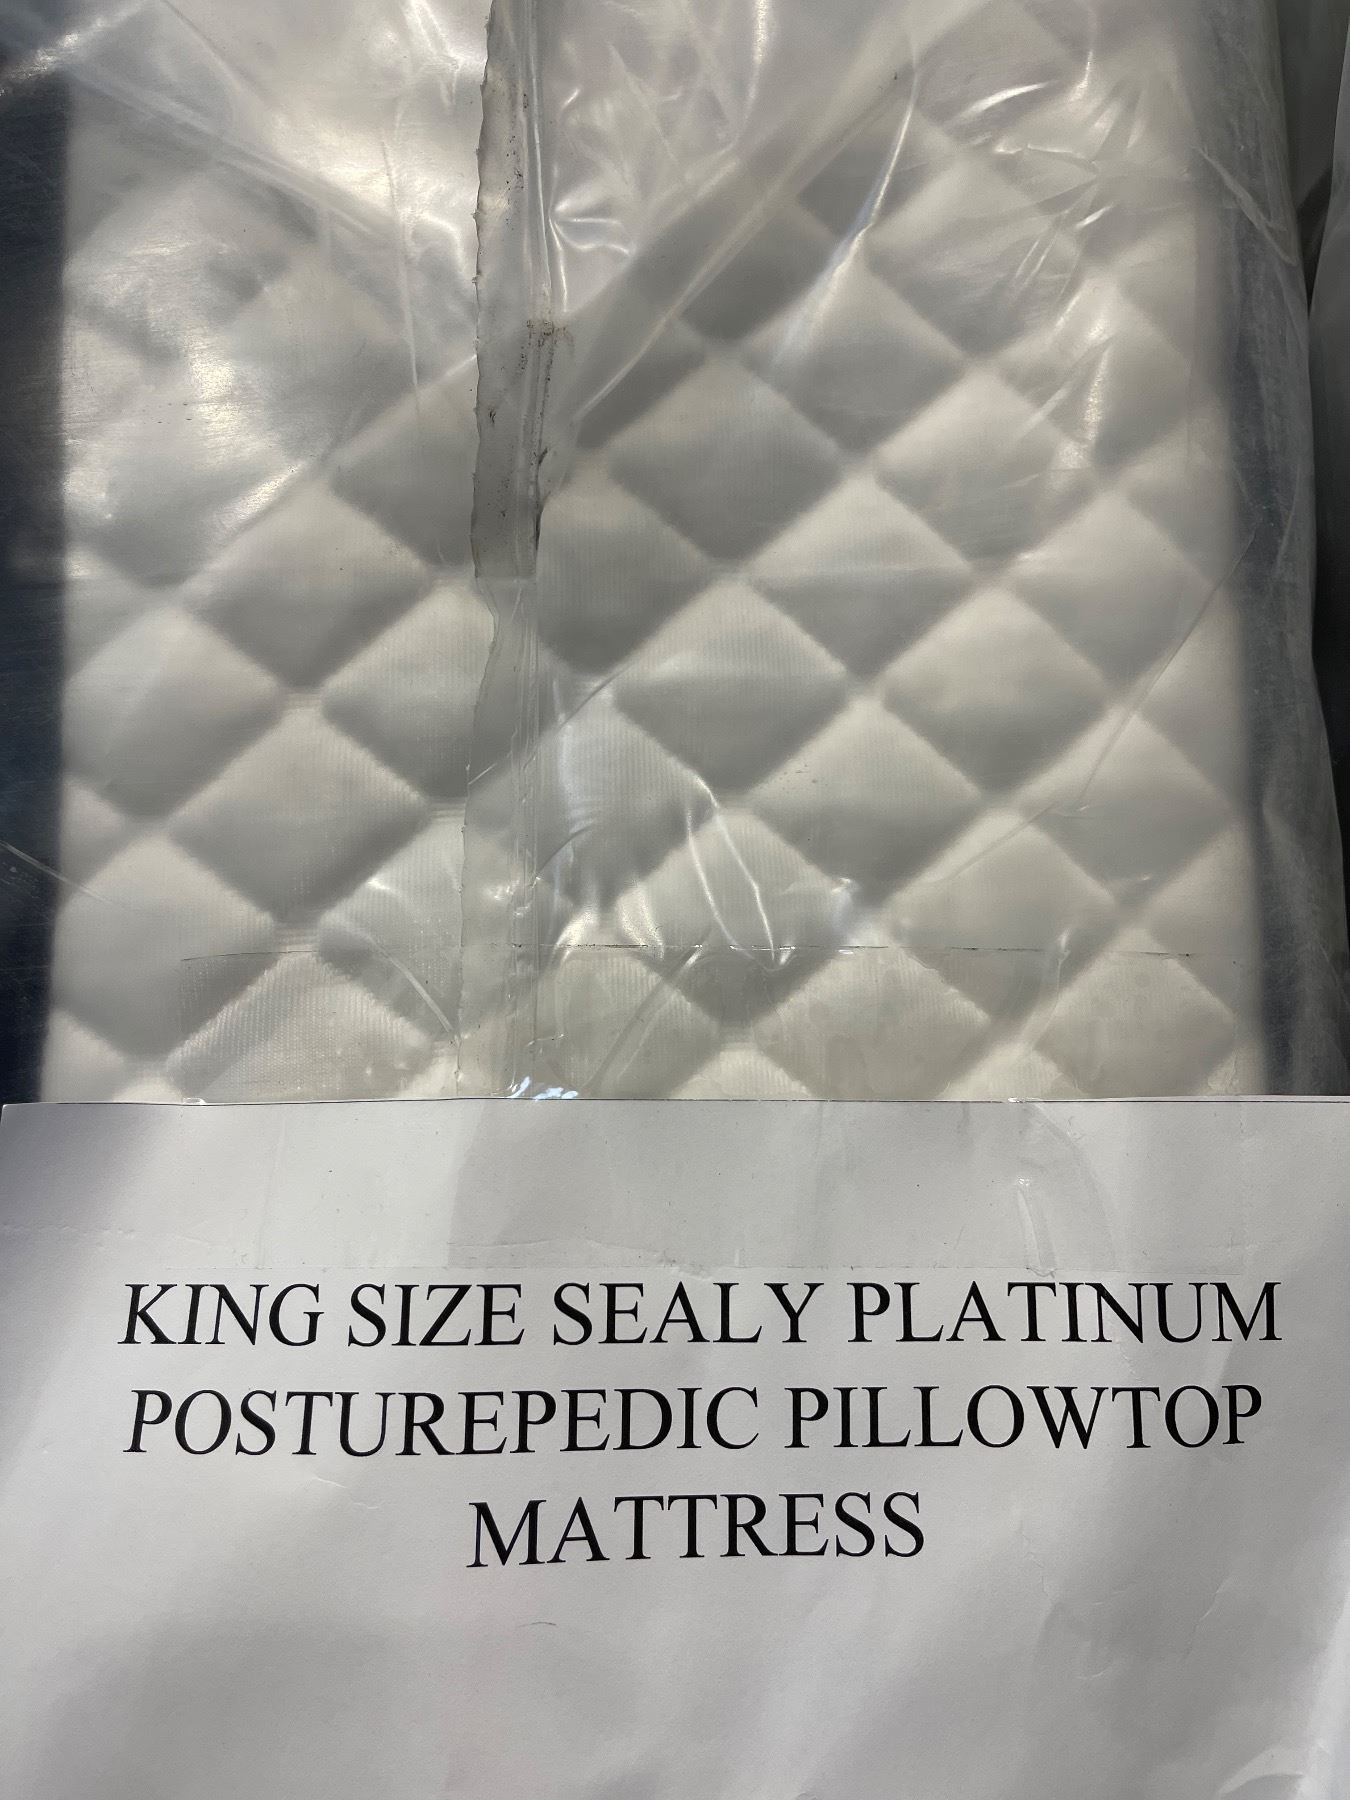 KING SIZE SEALY PLATINUM
POSTUREPEDIC PILLOWTOP
MATTRESS